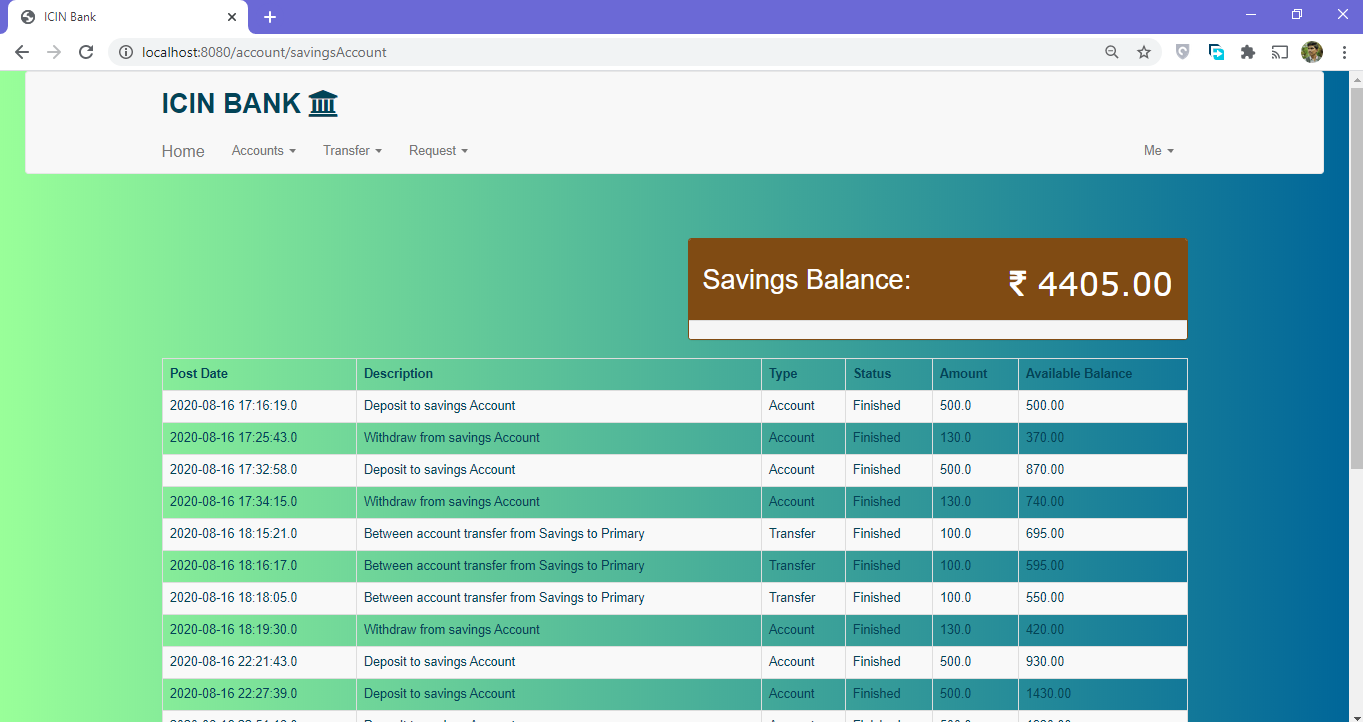 ICIN Bank
localhost:8080/account/savingsAccount
ICIN BANK
Home Accounts Transfer Request Me
Savings Balance: ₹ 4405.00
Post Date Description Type Status Amount Available Balance
2020-08-16 17:16:19.0 Deposit to savings Account Account Finished 500.0 500.00
2020-08-16 17:25:43.0 Withdraw from savings Account Account Finished 130.0 370.00
2020-08-16 17:32:58.0 Deposit to savings Account Account Finished 500.0 870.00
2020-08-16 17:34:15.0 Withdraw from savings Account Account Finished 130.0 740.00
2020-08-16 18:15:21.0 Between account transfer from Savings to Primary Transfer Finished 100.0 695.00
2020-08-16 18:16:17.0 Between account transfer from Savings to Primary Transfer Finished 100.0 595.00
2020-08-16 18:18:05.0 Between account transfer from Savings to Primary Transfer Finished 100.0 550.00
2020-08-16 18:19:30.0 Withdraw from savings Account Account Finished 130.0 420.00
2020-08-16 22:21:43.0 Deposit to savings Account Account Finished 500.0 930.00
2020-08-16 22:27:39.0 Deposit to savings Account Account Finished 500.0 1430.00